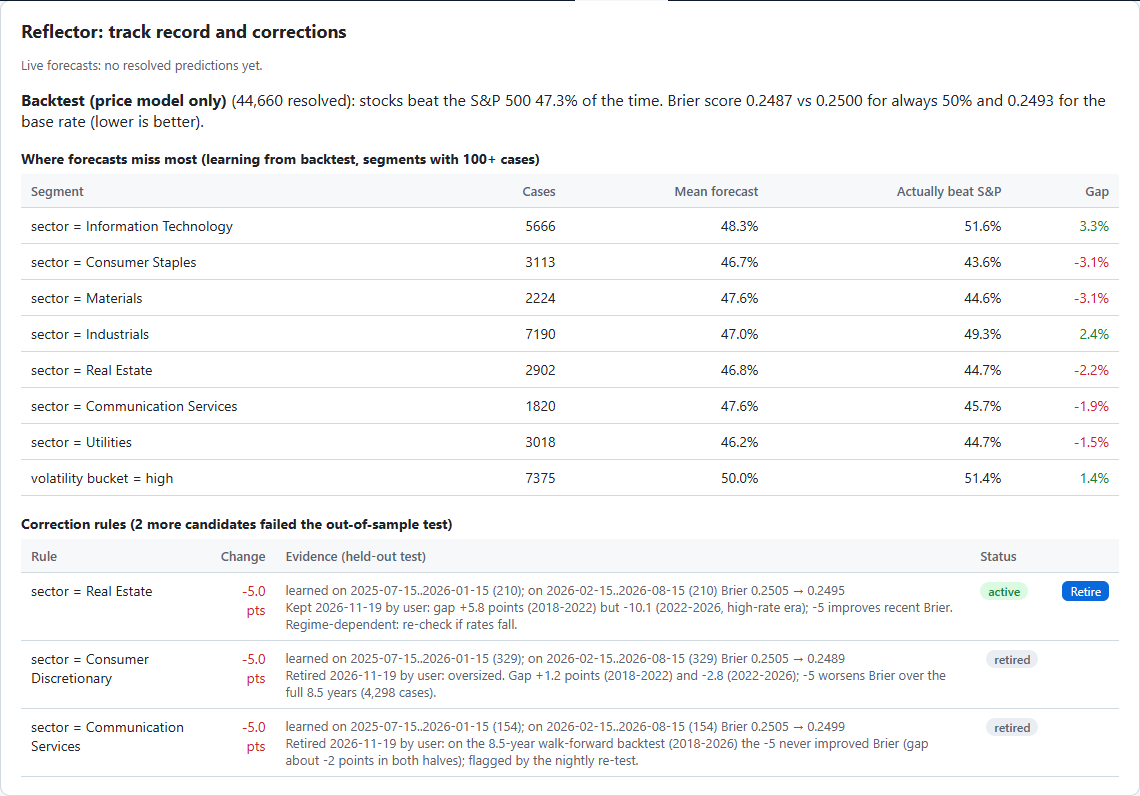 Reflector: track record and corrections
Live forecasts: no resolved predictions yet.
Backtest (price model only) (44,660 resolved): stocks beat the S&P 500 47.3% of the time. Brier score 0.2487 vs 0.2500 for always 50% and 0.2493 for the
base rate (lower is better).
Where forecasts miss most (learning from backtest, segments with 100+ cases)
Segment Cases Mean forecast Actually beat S&P Gap
sector = Information Technology 5666 48.3% 51.6% 3.3%
sector = Consumer Staples 3113 46.7% 43.6% -3.1%
sector = Materials 2224 47.6% 44.6% -3.1%
sector = Industrials 7190 47.0% 49.3% 2.4%
sector = Real Estate 2902 46.8% 44.7% -2.2%
sector = Communication Services 1820 47.6% 45.7% -1.9%
sector = Utilities 3018 46.2% 44.7% -1.5%
volatility bucket = high 7375 50.0% 51.4% 1.4%
Correction rules (2 more candidates failed the out-of-sample test)
Rule Change Evidence (held-out test) Status
sector = Real Estate -5.0 pts learned on 2025-07-15..2026-01-15 (210); on 2026-02-15..2026-08-15 (210) Brier 0.2505 → 0.2495 active Retire
Kept 2026-11-19 by user: gap +5.8 points (2018-2022) but -10.1 (2022-2026, high-rate era); -5 improves recent Brier.
Regime-dependent: re-check if rates fall.
sector = Consumer Discretionary -5.0 pts learned on 2025-07-15..2026-01-15 (329); on 2026-02-15..2026-08-15 (329) Brier 0.2505 → 0.2489 retired
Retired 2026-11-19 by user: oversized. Gap +1.2 points (2018-2022) and -2.8 (2022-2026); -5 worsens Brier over the
full 8.5 years (4,298 cases).
sector = Communication Services -5.0 pts learned on 2025-07-15..2026-01-15 (154); on 2026-02-15..2026-08-15 (154) Brier 0.2505 → 0.2499 retired
Retired 2026-11-19 by user: on the 8.5-year walk-forward backtest (2018-2026) the -5 never improved Brier (gap
about -2 points in both halves); flagged by the nightly re-test.